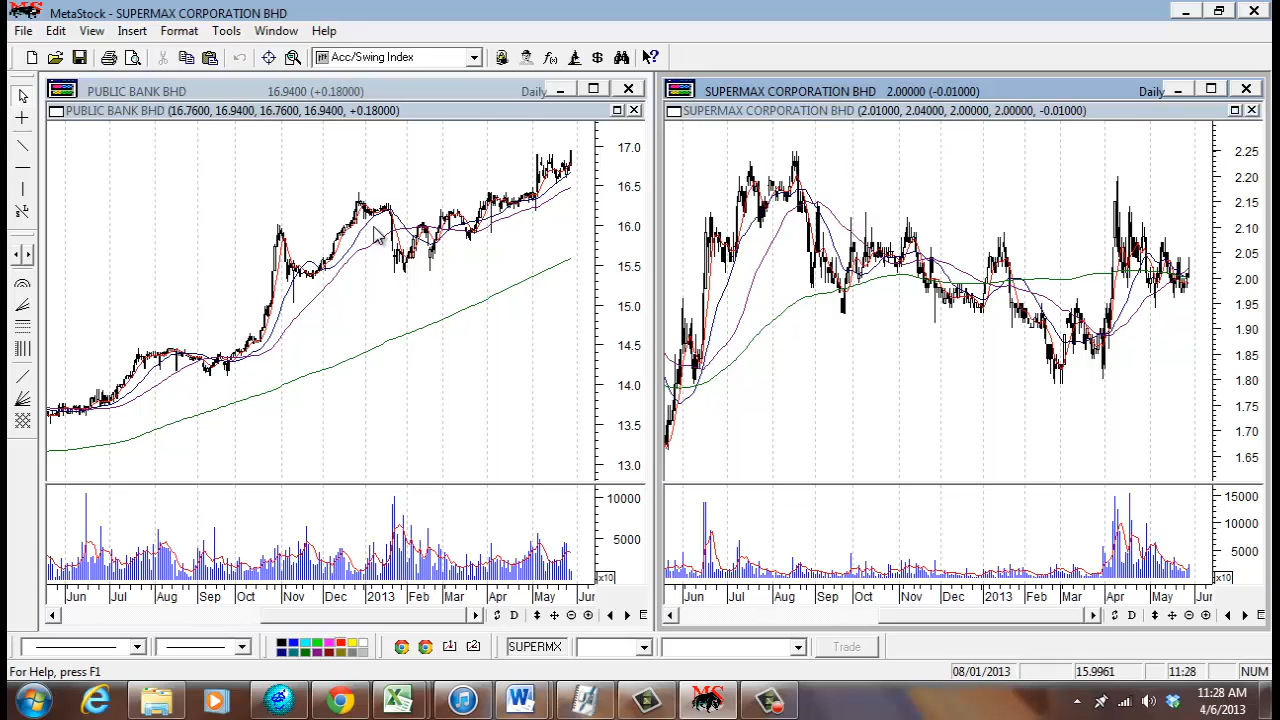 MetaStock - SUPERMAX CORPORATION BHD
File Edit View Insert Format Tools Window Help
Acc/Swing Index
PUBLIC BANK BHD 16.9400 (+0.18000) Daily
PUBLIC BANK BHD (16.7600, 16.9400, 16.7600, 16.9400, +0.18000)
17.0
16.5
16.0
15.5
15.0
14.5
14.0
13.5
13.0
10000
5000
x10
Jun Jul Aug Sep Oct Nov Dec 2013 Feb Mar Apr May Jun
D
SUPERMAX CORPORATION BHD 2.00000 (-0.01000) Daily
SUPERMAX CORPORATION BHD (2.01000, 2.04000, 2.00000, 2.00000, -0.01000)
2.25
2.20
2.15
2.10
2.05
2.00
1.95
1.90
1.85
1.80
1.75
1.70
1.65
15000
10000
5000
x10
Jun Jul Aug Sep Oct Nov Dec 2013 Feb Mar Apr May Jun
D
SUPERMX Trade
For Help, press F1 08/01/2013 15.9961 11:28 NUM
11:28 AM
4/6/2013